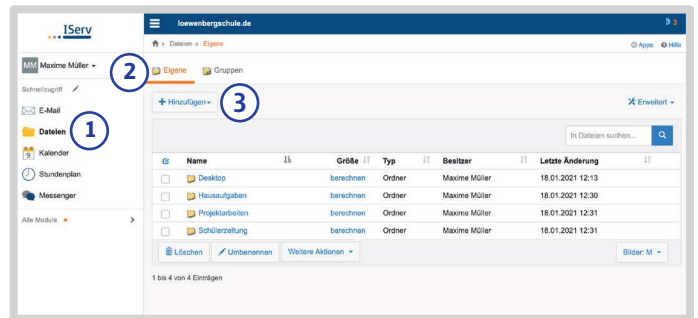 IServ
loewenbergschule.de
3
Dateien » Eigene
Apps Hilfe
MM Maxime Müller
Eigene Gruppen
2
Schnellzugriff
Hinzufügen
3
Erweitert
E-Mail
Dateien
1
In Dateien suchen...
Kalender
9
Name Größe Typ Besitzer Letzte Änderung
Stundenplan
Desktop berechnen Ordner Maxime Müller 18.01.2021 12:13
Messenger
Hausaufgaben berechnen Ordner Maxime Müller 18.01.2021 12:30
Alle Module
Projektarbeiten berechnen Ordner Maxime Müller 18.01.2021 12:31
Schülerzeitung berechnen Ordner Maxime Müller 18.01.2021 12:31
Löschen Umbenennen Weitere Aktionen Bilder: M
1 bis 4 von 4 Einträgen